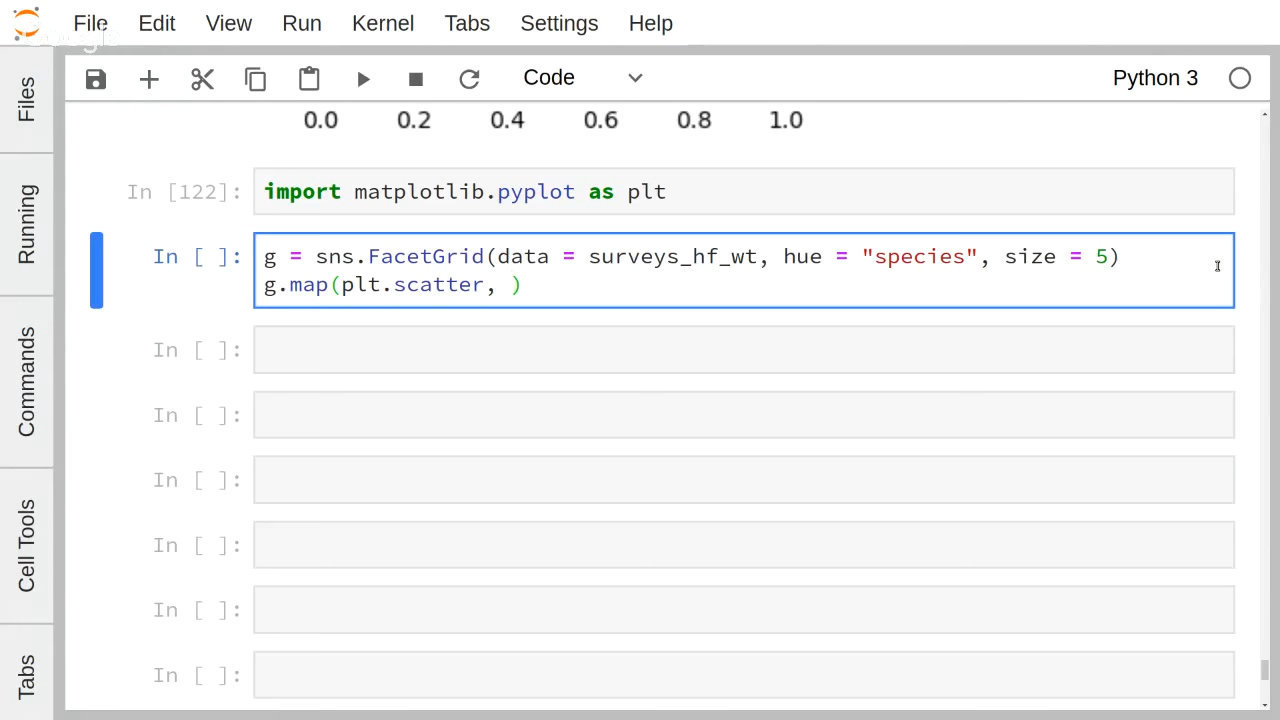 File Edit View Run Kernel Tabs Settings Help
Google
Code Python 3
0.0 0.2 0.4 0.6 0.8 1.0
In [122]: import matplotlib.pyplot as plt
In [ ]: g = sns.FacetGrid(data = surveys_hf_wt, hue = "species", size = 5)
g.map(plt.scatter, )
In [ ]:
In [ ]:
In [ ]:
In [ ]:
In [ ]:
In [ ]:
Files
Running
Commands
Cell Tools
Tabs